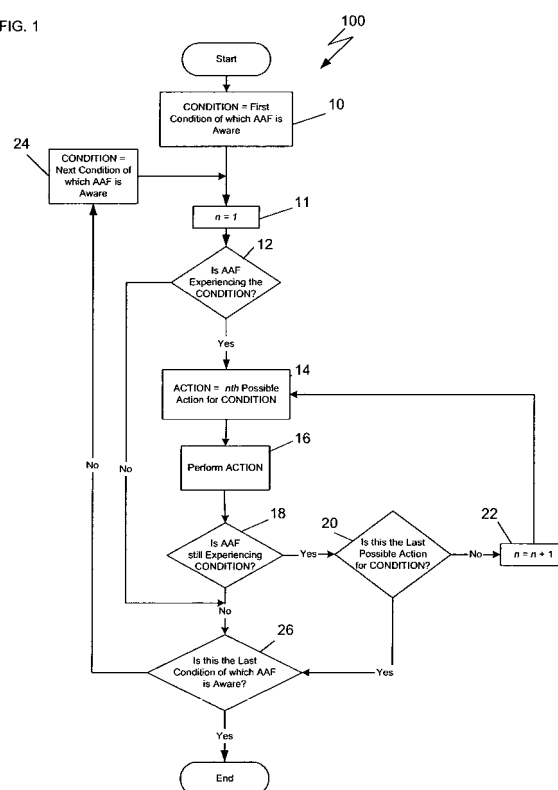 FIG. 1
100
Start
CONDITION = First
Condition of which AAF is
Aware
10
24
CONDITION =
Next Condition of
which AAF is
Aware
n = 1
11
12
Is AAF
Experiencing the
CONDITION?
Yes
14
ACTION = nth Possible
Action for CONDITION
16
Perform ACTION
No
No
18
Is AAF
still Experiencing
CONDITION?
Yes
20
Is this the Last
Possible Action
for CONDITION?
No
22
n = n + 1
No
26
Is this the Last
Condition of which AAF
is Aware?
Yes
Yes
End